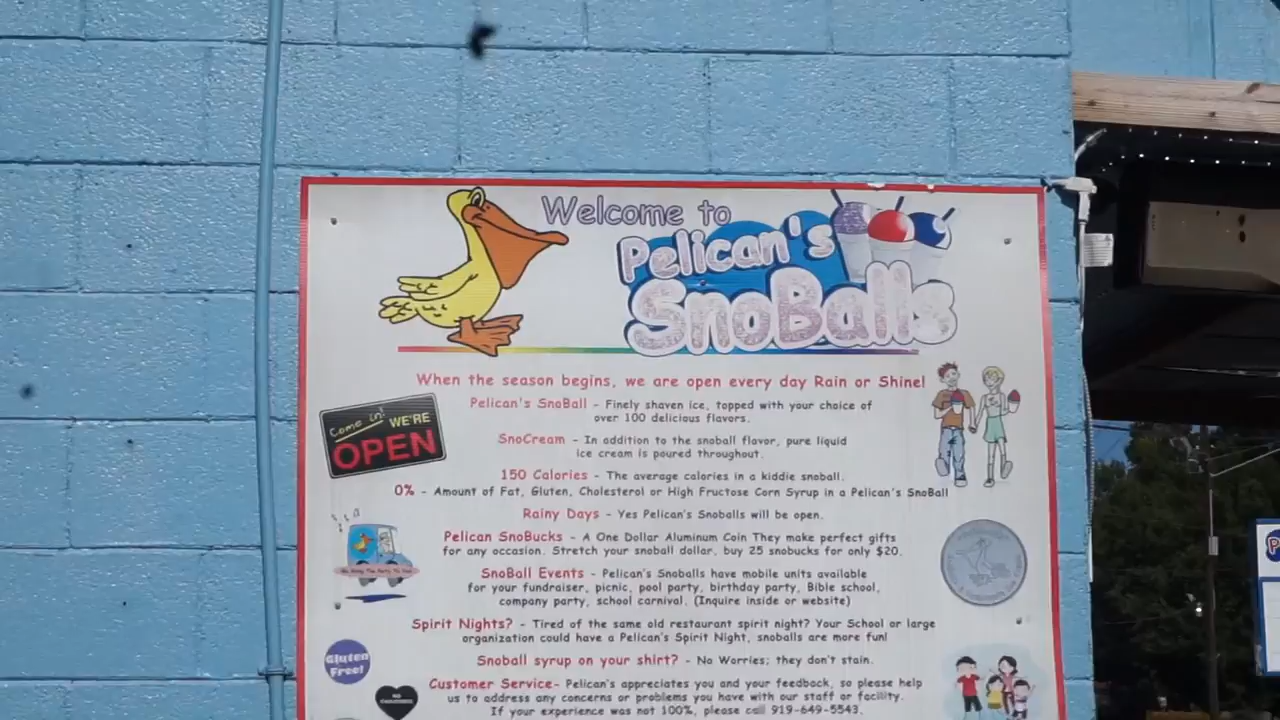 Welcome to
Pelican's
SnoBalls
When the season begins, we are open every day Rain or Shine!
Come in! WE'RE
OPEN
Pelican's SnoBall - Finely shaven ice, topped with your choice of
over 100 delicious flavors.
SnoCream - In addition to the snoball flavor, pure liquid
ice cream is poured throughout.
150 Calories - The average calories in a kiddie snoball.
0% - Amount of Fat, Gluten, Cholesterol or High Fructose Corn Syrup in a Pelican's SnoBall
Rainy Days - Yes Pelican's Snoballs will be open.
Pelican SnoBucks - A One Dollar Aluminum Coin They make perfect gifts
for any occasion. Stretch your snoball dollar, buy 25 snobucks for only $20.
SnoBall Events - Pelican's Snoballs have mobile units available
for your fundraiser, picnic, pool party, birthday party, Bible school,
company party, school carnival. (Inquire inside or website)
Spirit Nights? - Tired of the same old restaurant spirit night? Your School or large
organization could have a Pelican's Spirit Night, snoballs are more fun!
Gluten
Free!
Snoball syrup on your shirt? - No Worries; they don't stain.
Customer Service- Pelican's appreciates you and your feedback, so please help
us to address any concerns or problems you have with our staff or facility.
If your experience was not 100%, please call 919-649-5543.